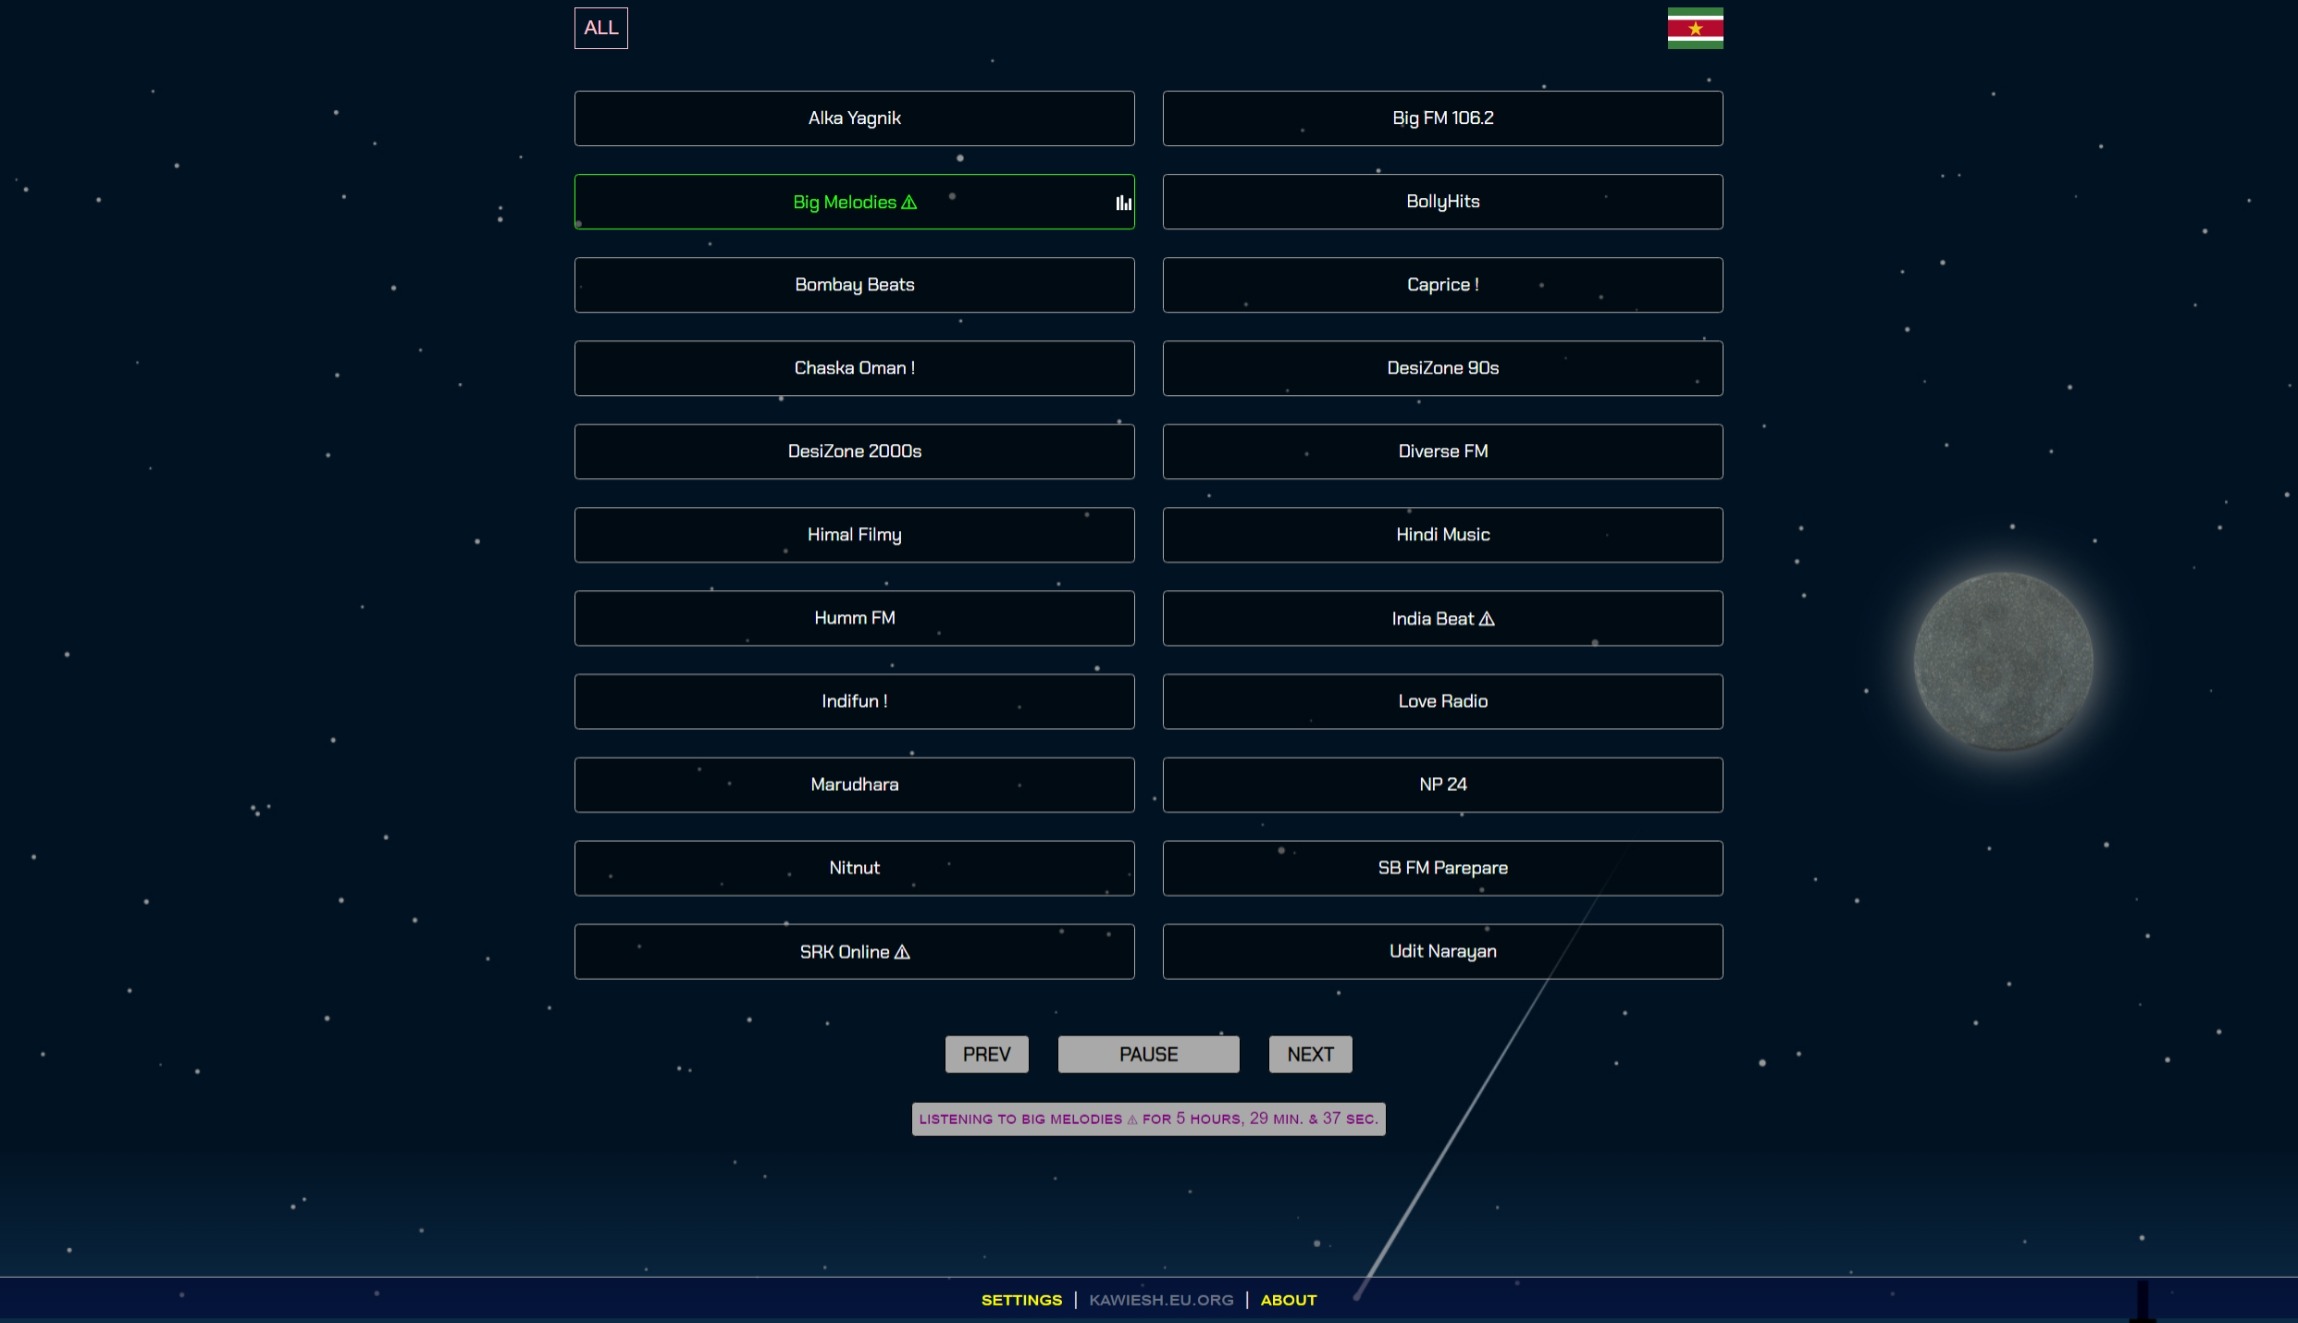 ALL
Alka Yagnik
Big FM 106.2
Big Melodies ⚠
BollyHits
Bombay Beats
Caprice !
Chaska Oman !
DesiZone 90s
DesiZone 2000s
Diverse FM
Himal Filmy
Hindi Music
Humm FM
India Beat ⚠
Indifun !
Love Radio
Marudhara
NP 24
Nitnut
SB FM Parepare
SRK Online ⚠
Udit Narayan
PREV PAUSE NEXT
LISTENING TO BIG MELODIES ⚠ FOR 5 HOURS, 29 MIN. & 37 SEC.
SETTINGS | KAWIESH.EU.ORG | ABOUT